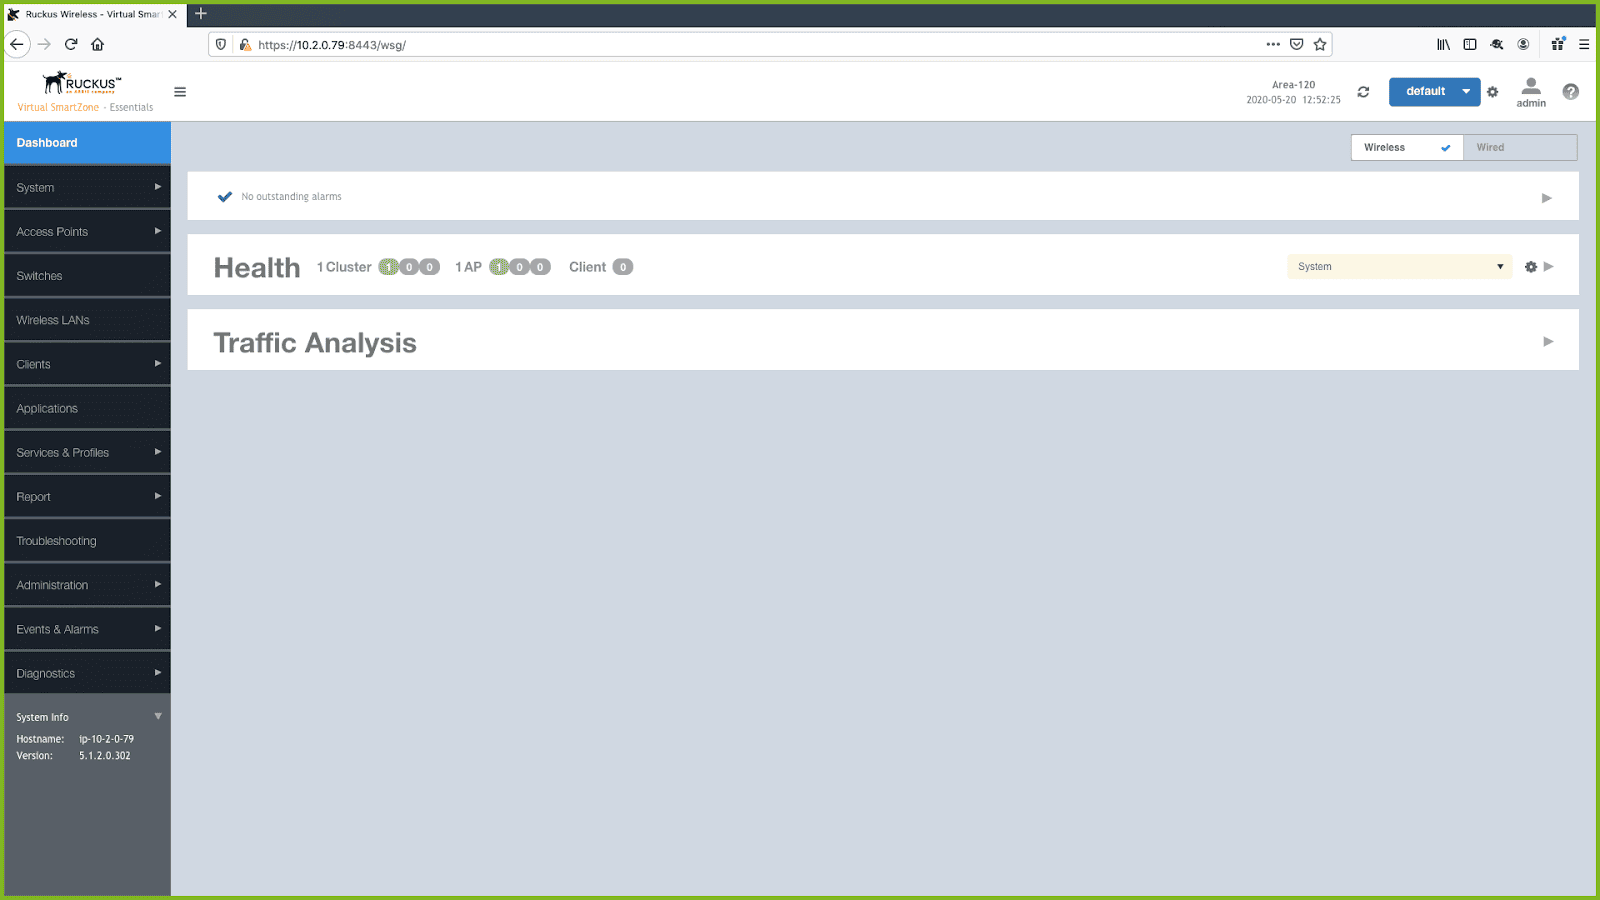 Ruckus Wireless - Virtual Smar
https://10.2.0.79:8443/wsg/
RUCKUS™
Virtual SmartZone - Essentials
Area-120
2020-05-20 12:52:25
default
admin
?
Dashboard
System
Access Points
Switches
Wireless LANs
Clients
Applications
Services & Profiles
Report
Troubleshooting
Administration
Events & Alarms
Diagnostics
System Info
Hostname: ip-10-2-0-79
Version: 5.1.2.0.302
Wireless
Wired
No outstanding alarms
Health 1 Cluster 1 0 0 1 AP 1 0 0 Client 0
System
Traffic Analysis